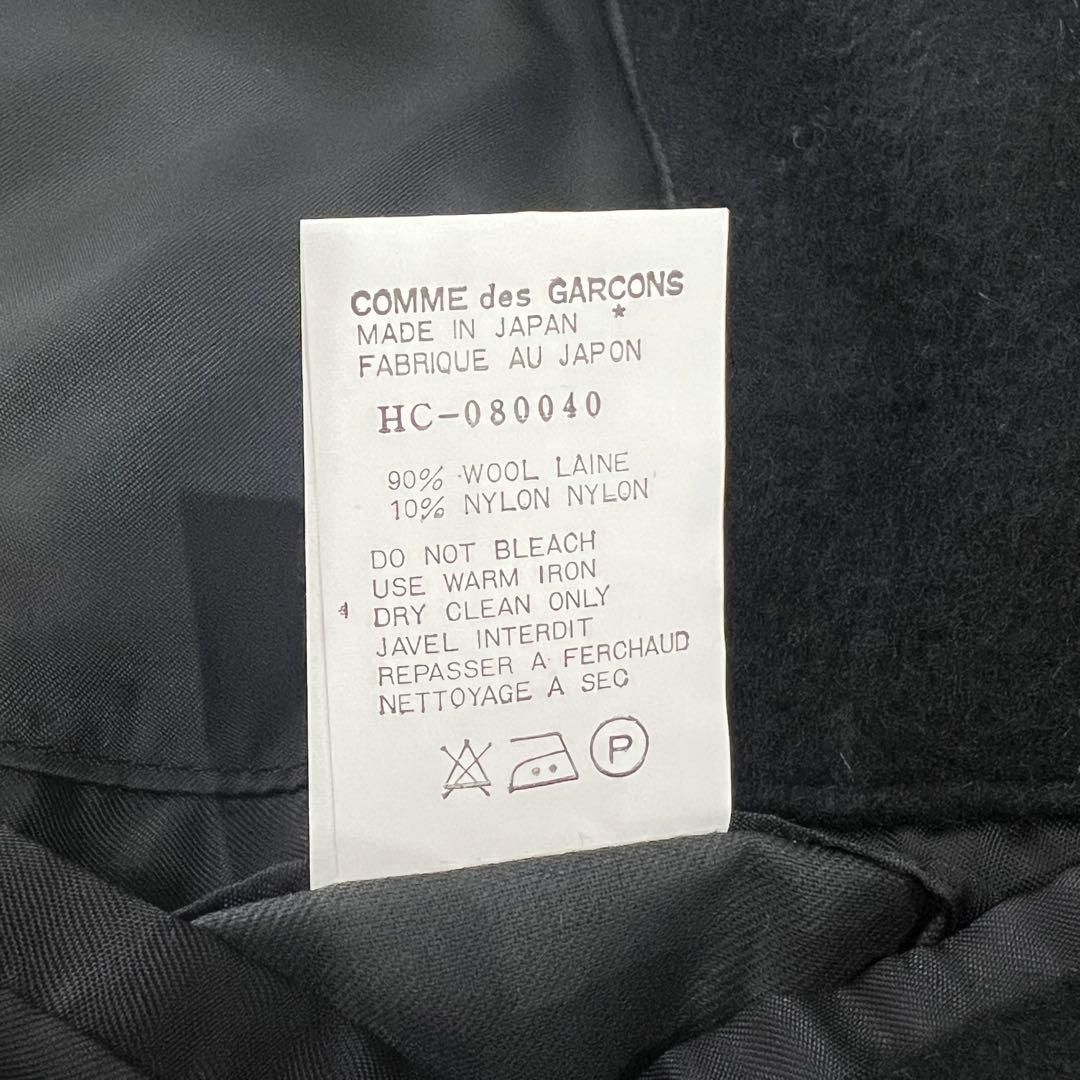 COMME des GARÇONS
MADE IN JAPAN *
FABRIQUE AU JAPON
HC-080040
90% WOOL LAINE
10% NYLON NYLON
DO NOT BLEACH
USE WARM IRON
DRY CLEAN ONLY
JAVEL INTERDIT
REPASSER A FERCHAUD
NETTOYAGE A SEC
P